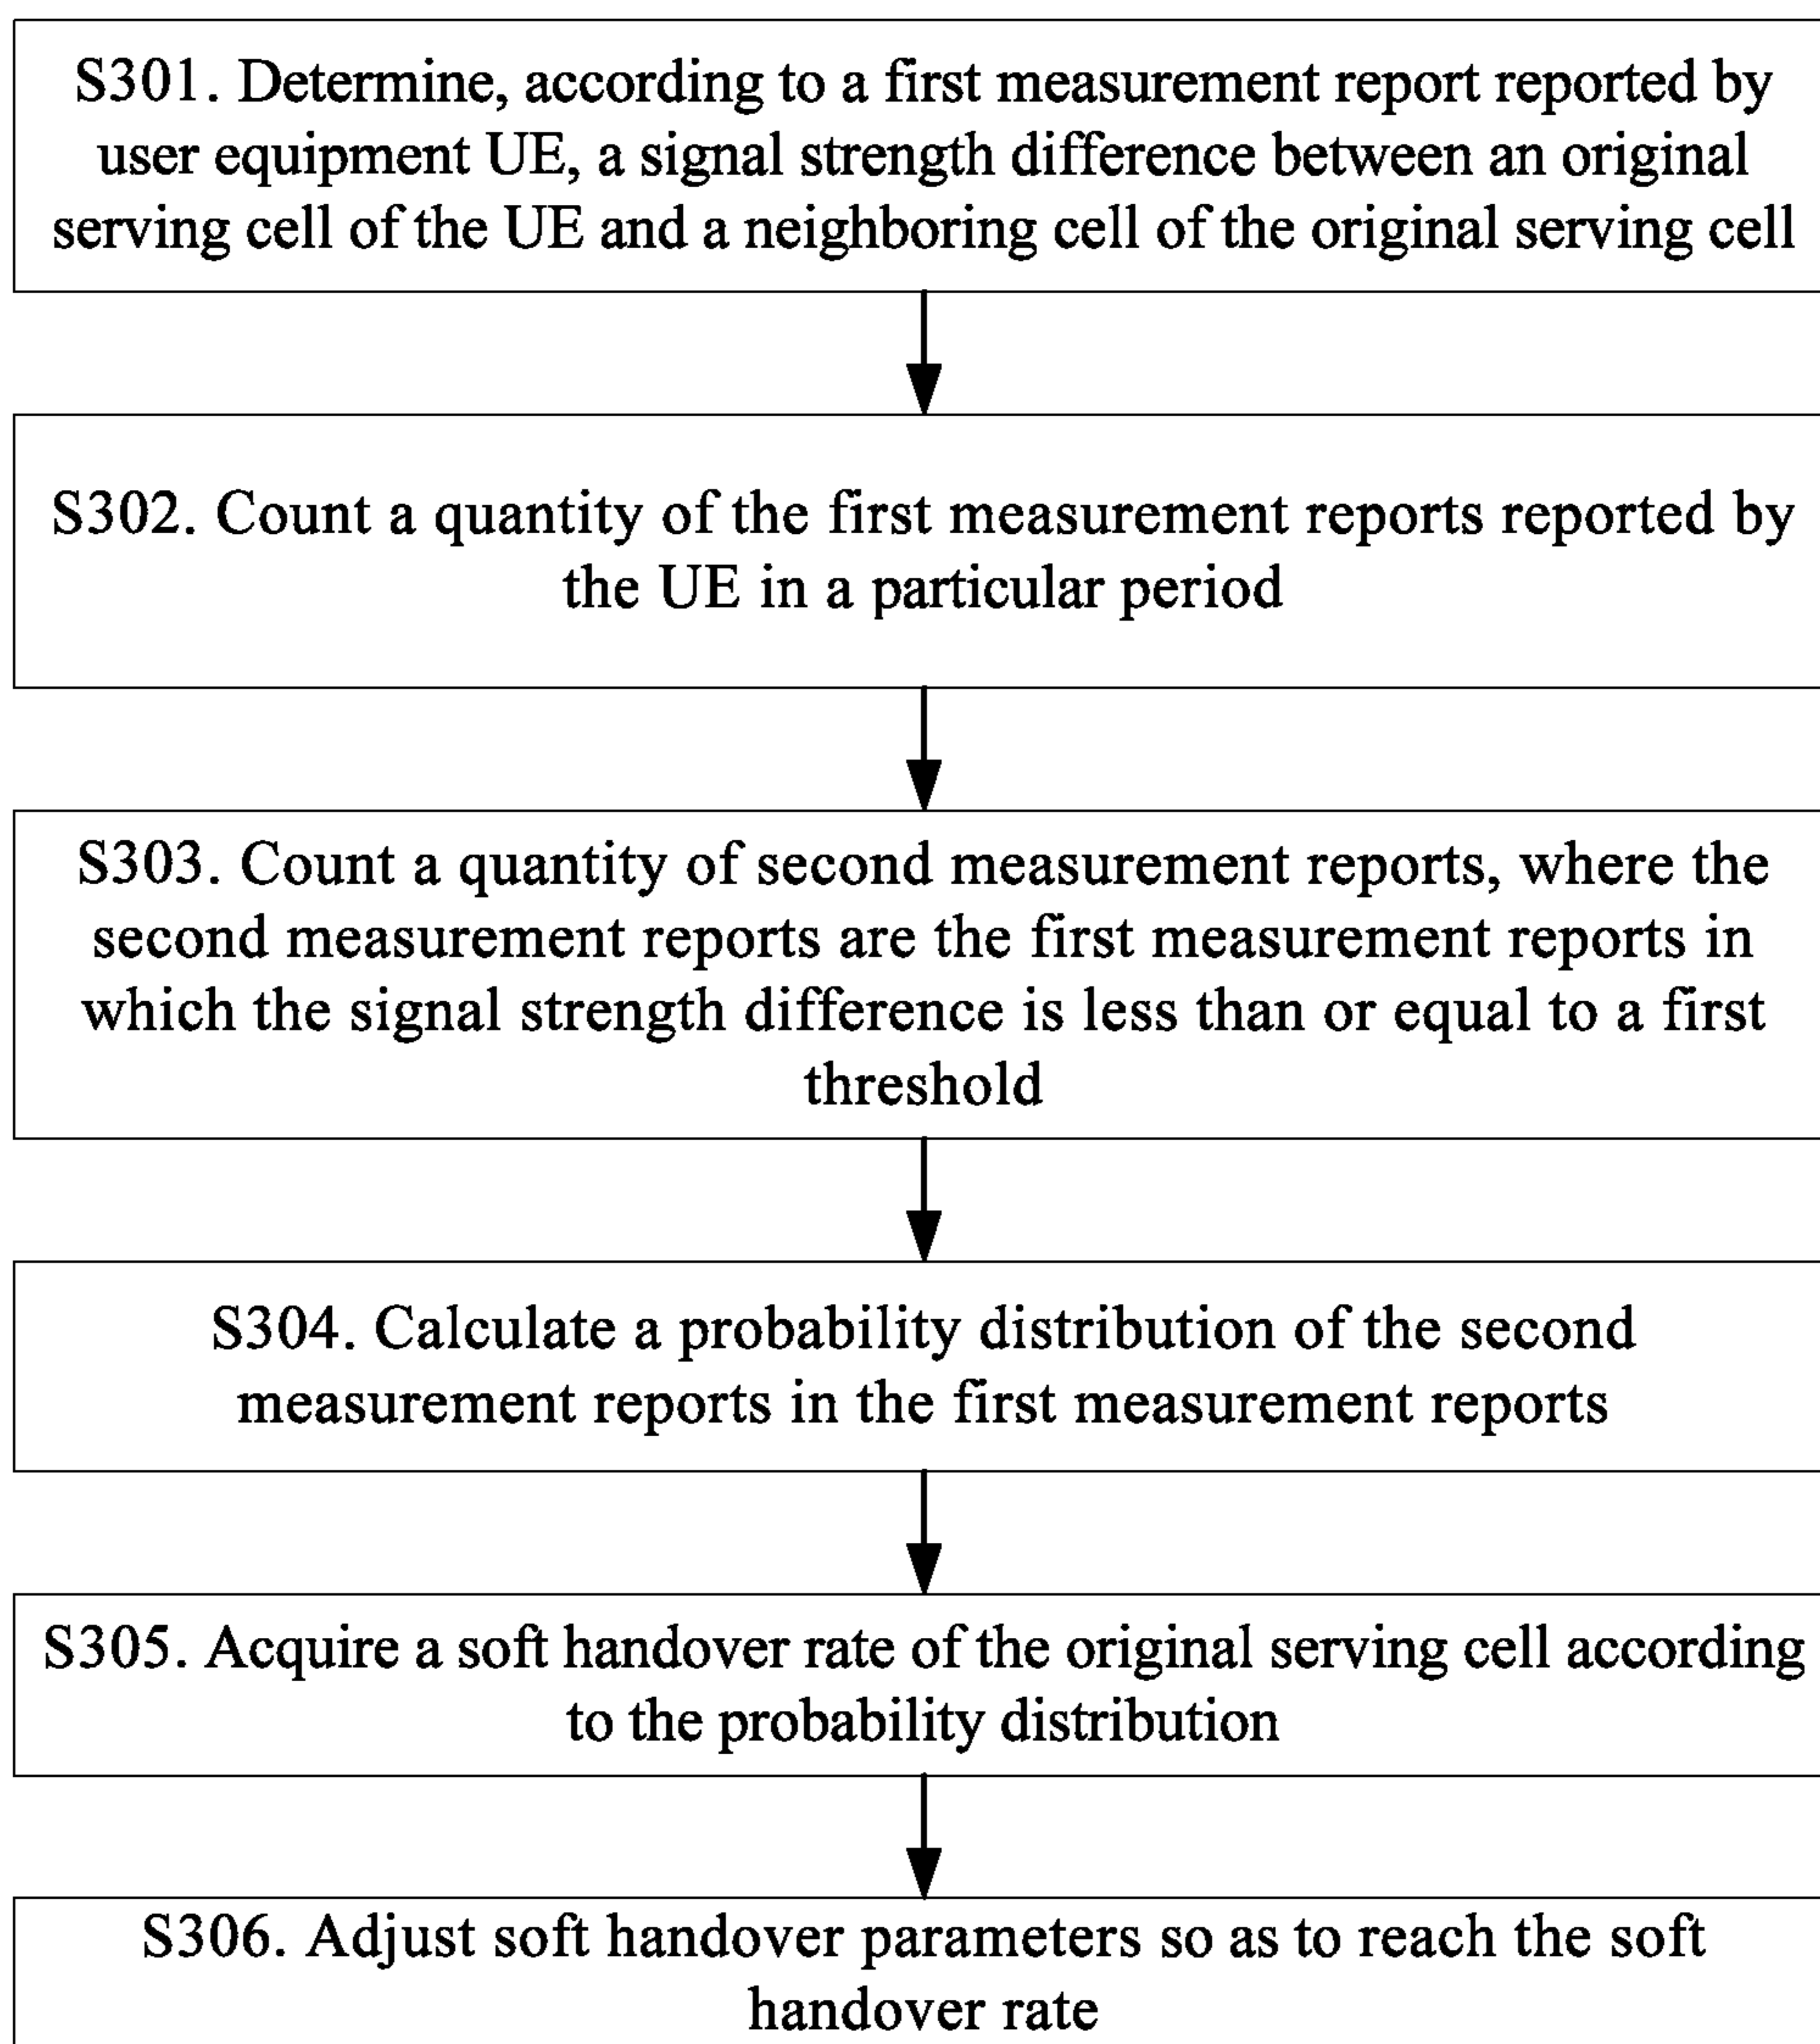 S301. Determine, according to a first measurement report reported by
user equipment UE, a signal strength difference between an original
serving cell of the UE and a neighboring cell of the original serving cell
S302. Count a quantity of the first measurement reports reported by
the UE in a particular period
S303. Count a quantity of second measurement reports, where the
second measurement reports are the first measurement reports in
which the signal strength difference is less than or equal to a first
threshold
S304. Calculate a probability distribution of the second
measurement reports in the first measurement reports
S305. Acquire a soft handover rate of the original serving cell according
to the probability distribution
S306. Adjust soft handover parameters so as to reach the soft
handover rate